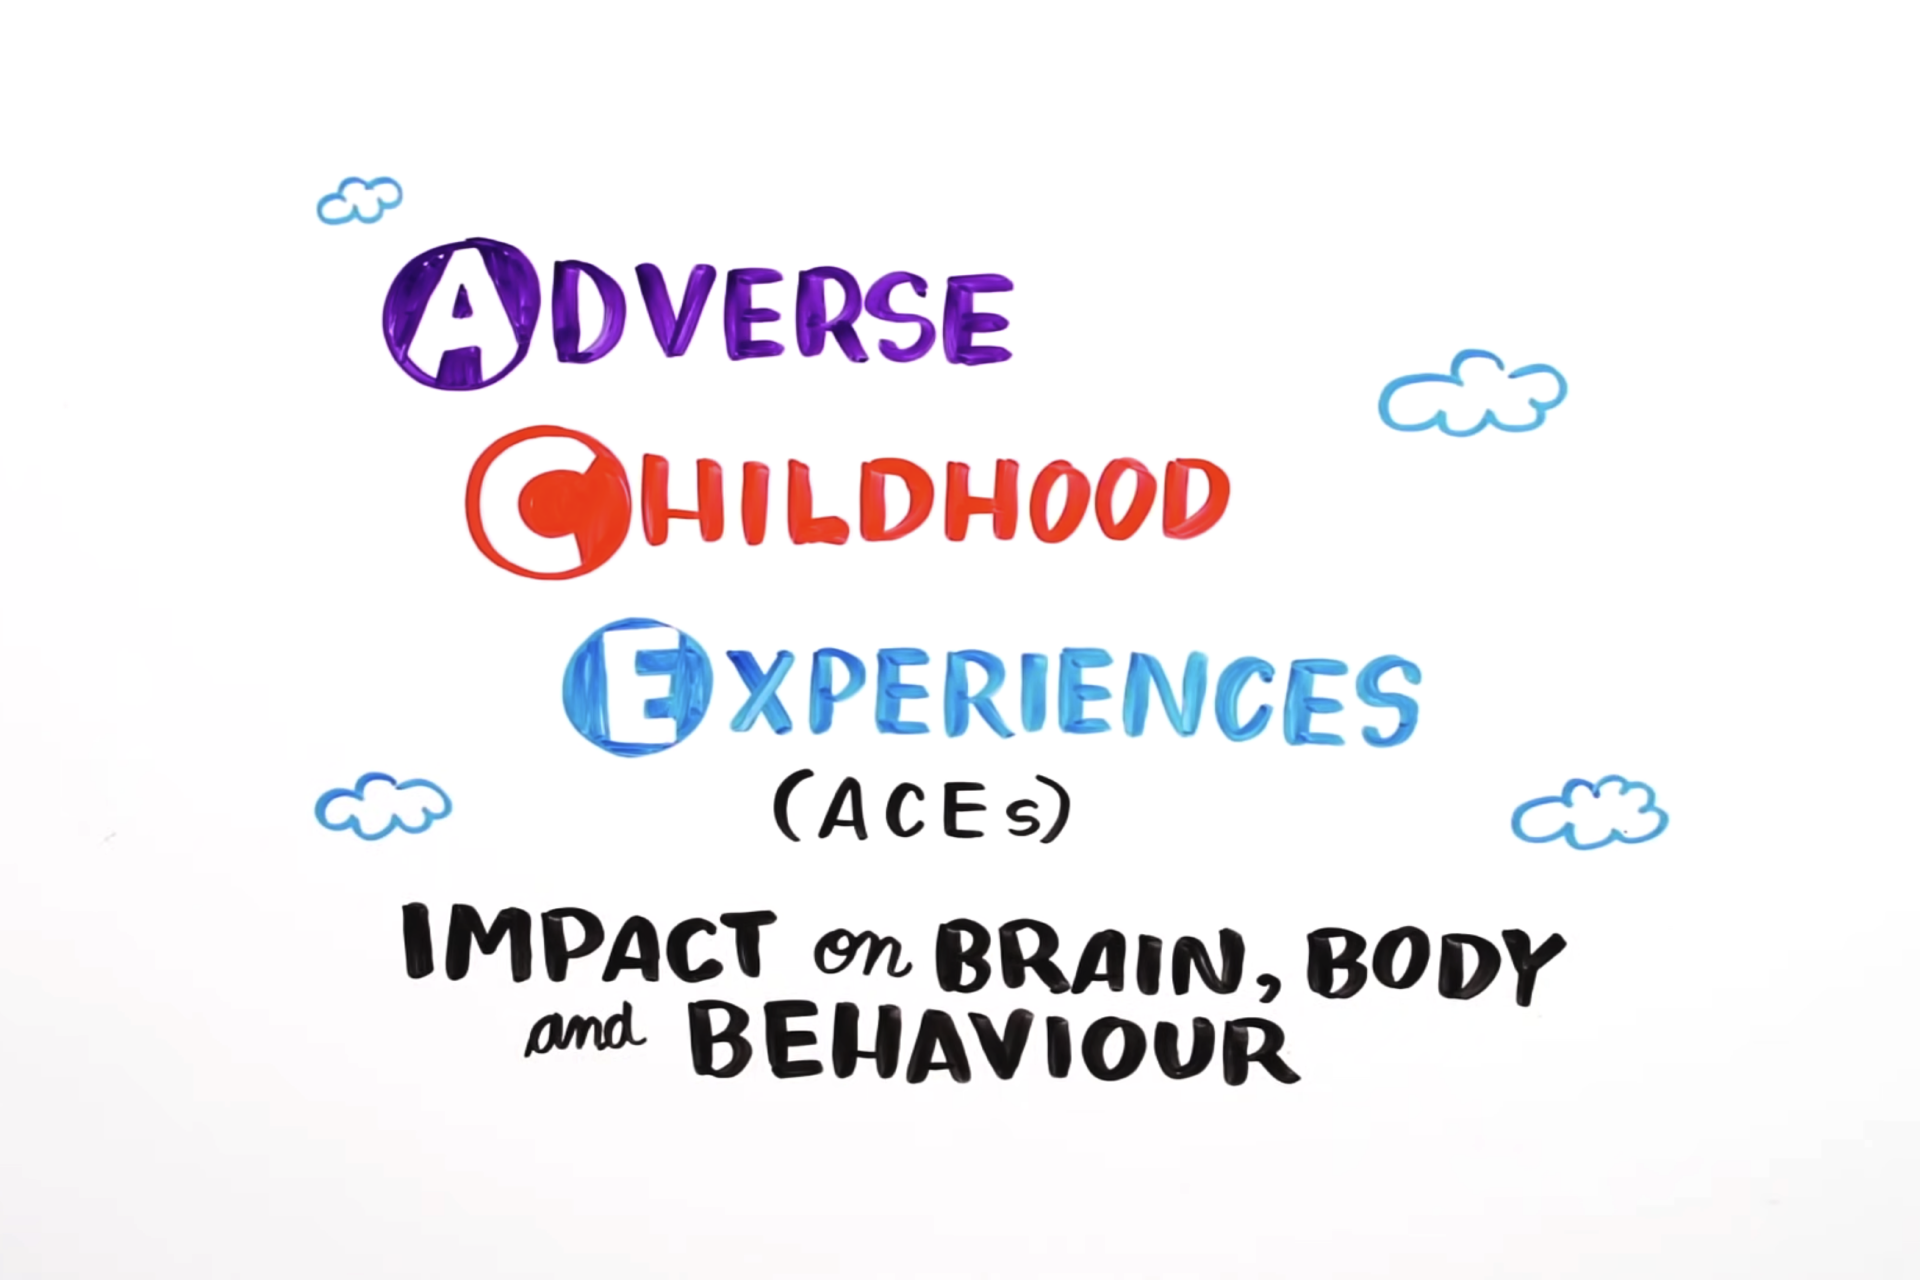 ADVERSE
CHILDHOOD
EXPERIENCES
(ACEs)
IMPACT on BRAIN, BODY
and BEHAVIOUR